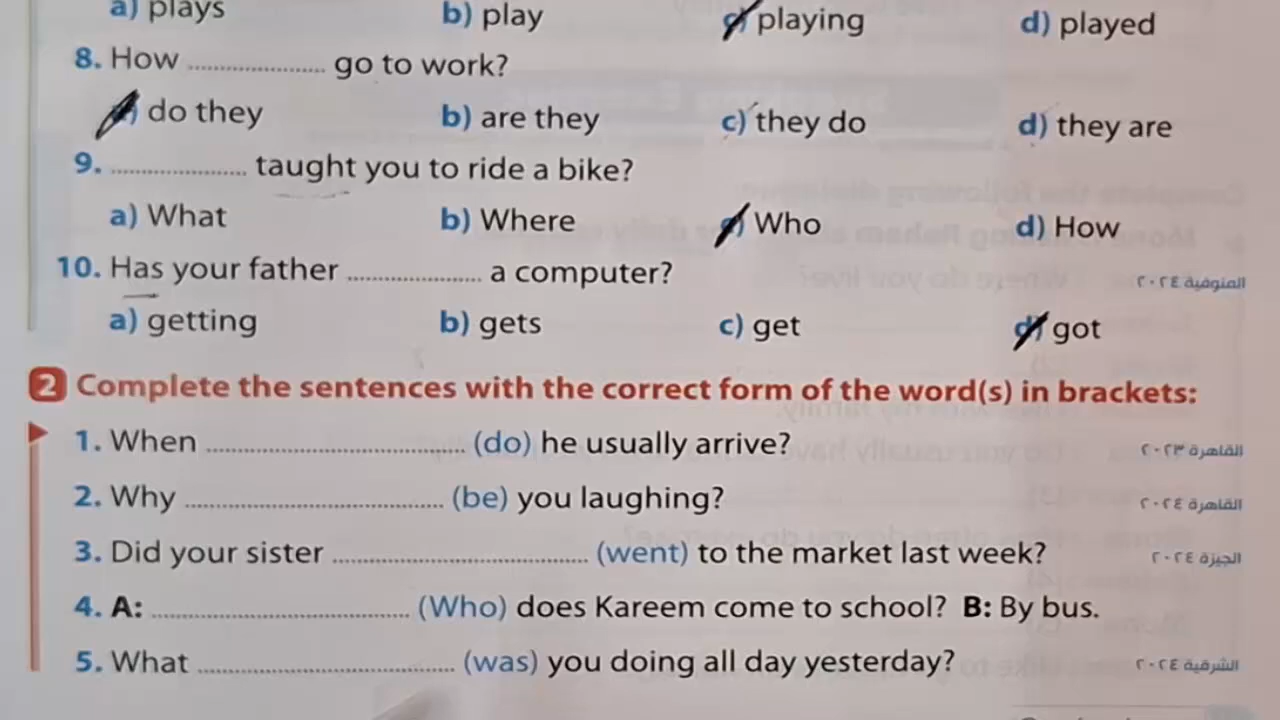 a) plays b) play c) playing d) played
8. How .................... go to work?
a) do they b) are they c) they do d) they are
9. .................... taught you to ride a bike?
a) What b) Where c) Who d) How
10. Has your father .................... a computer? المنوفية ٢٠٢٤
a) getting b) gets c) get d) got
2 Complete the sentences with the correct form of the word(s) in brackets:
1. When .................... (do) he usually arrive? القاهرة ٢٠٢٣
2. Why .................... (be) you laughing? القاهرة ٢٠٢٤
3. Did your sister .................... (went) to the market last week? الجيزة ٢٠٢٤
4. A: .................... (Who) does Kareem come to school? B: By bus.
5. What .................... (was) you doing all day yesterday? الشرقية ٢٠٢٤